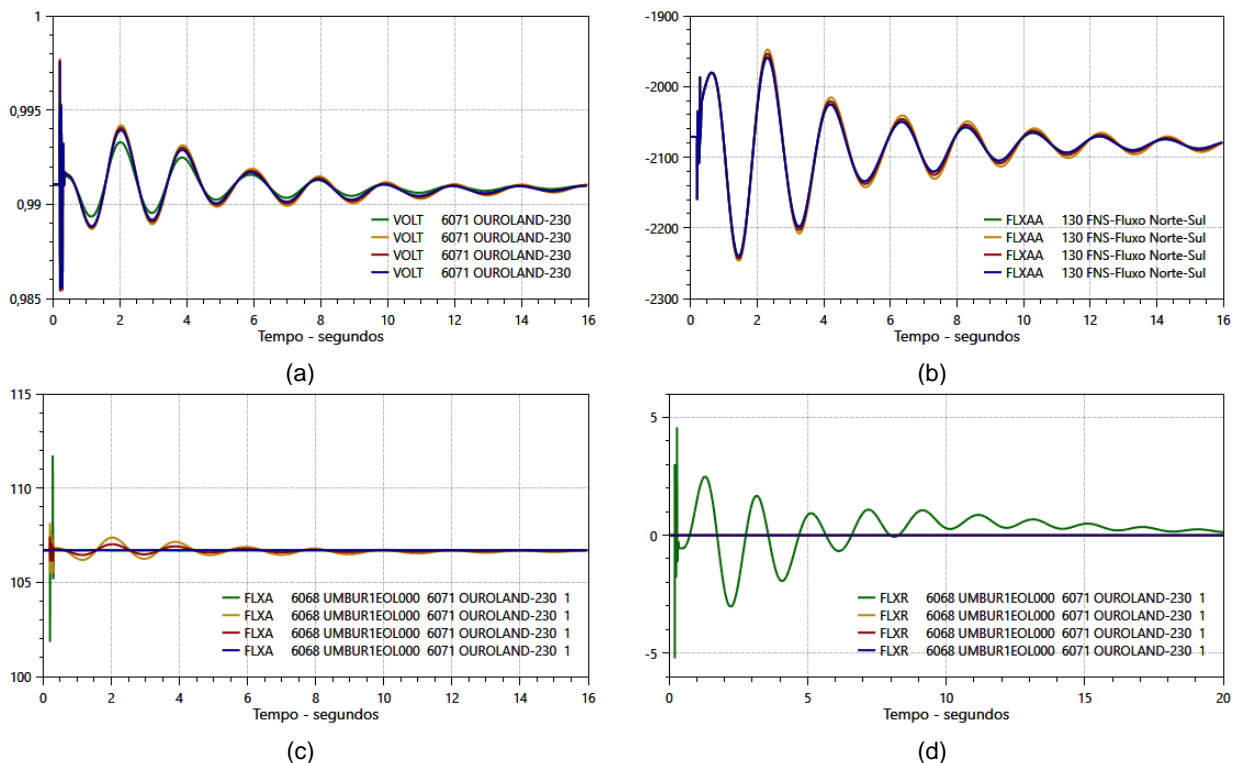 1
0,995
0,99
0,985
VOLT 6071 OUROLAND-230
VOLT 6071 OUROLAND-230
VOLT 6071 OUROLAND-230
VOLT 6071 OUROLAND-230
0 2 4 6 8 10 12 14 16
Tempo - segundos
(a)
-1900
-2000
-2100
-2200
-2300
FLXAA 130 FNS-Fluxo Norte-Sul
FLXAA 130 FNS-Fluxo Norte-Sul
FLXAA 130 FNS-Fluxo Norte-Sul
FLXAA 130 FNS-Fluxo Norte-Sul
0 2 4 6 8 10 12 14 16
Tempo - segundos
(b)
115
110
105
100
FLXA 6068 UMBUR1EOL000 6071 OUROLAND-230 1
FLXA 6068 UMBUR1EOL000 6071 OUROLAND-230 1
FLXA 6068 UMBUR1EOL000 6071 OUROLAND-230 1
FLXA 6068 UMBUR1EOL000 6071 OUROLAND-230 1
0 2 4 6 8 10 12 14 16
Tempo - segundos
(c)
5
0
-5
FLXR 6068 UMBUR1EOL000 6071 OUROLAND-230 1
FLXR 6068 UMBUR1EOL000 6071 OUROLAND-230 1
FLXR 6068 UMBUR1EOL000 6071 OUROLAND-230 1
FLXR 6068 UMBUR1EOL000 6071 OUROLAND-230 1
0 5 10 15 20
Tempo - segundos
(d)